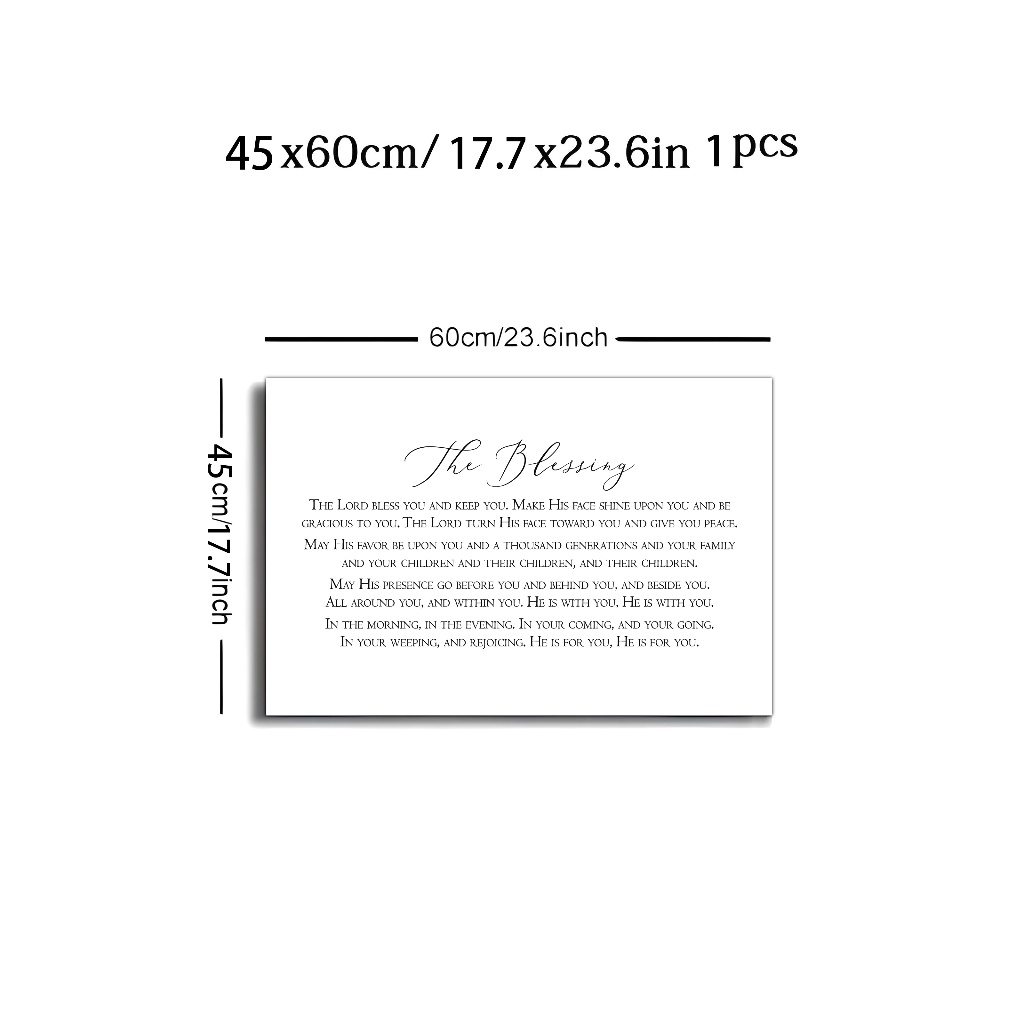 45x60cm/ 17.7x23.6in 1pcs
60cm/23.6inch
45cm/17.7inch
The Blessing
The Lord bless you and keep you. Make His face shine upon you and be
gracious to you. The Lord turn His face toward you and give you peace.
May His favor be upon you and a thousand generations and your family
and your children and their children, and their children.
May His presence go before you and behind you, and beside you.
All around you, and within you. He is with you. He is with you.
In the morning, in the evening. In your coming, and your going.
In your weeping, and rejoicing. He is for you, He is for you.